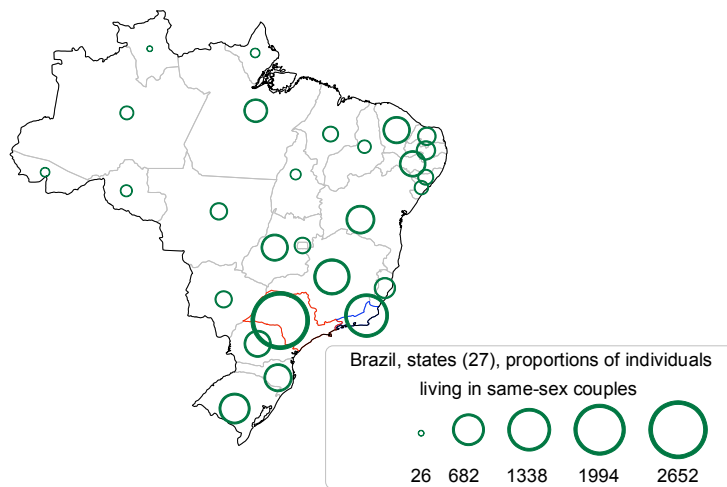 Brazil, states (27), proportions of individuals
living in same-sex couples
26 682 1338 1994 2652